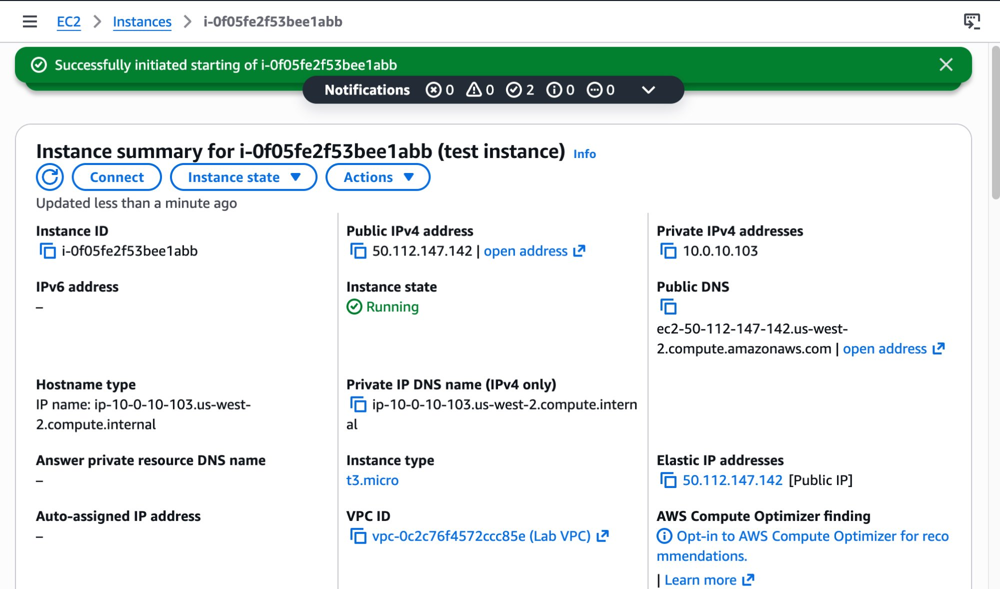 EC2 > Instances > i-0f05fe2f53bee1abb
Successfully initiated starting of i-0f05fe2f53bee1abb
Notifications 0 0 2 0 0
Instance summary for i-0f05fe2f53bee1abb (test instance) Info
Connect Instance state Actions
Updated less than a minute ago
Instance ID
i-0f05fe2f53bee1abb
Public IPv4 address
50.112.147.142 | open address
Private IPv4 addresses
10.0.10.103
IPv6 address
–
Instance state
Running
Public DNS
ec2-50-112-147-142.us-west-
2.compute.amazonaws.com | open address
Hostname type
IP name: ip-10-0-10-103.us-west-
2.compute.internal
Private IP DNS name (IPv4 only)
ip-10-0-10-103.us-west-2.compute.intern
al
Answer private resource DNS name
–
Instance type
t3.micro
Elastic IP addresses
50.112.147.142 [Public IP]
Auto-assigned IP address
–
VPC ID
vpc-0c2c76f4572ccc85e (Lab VPC)
AWS Compute Optimizer finding
Opt-in to AWS Compute Optimizer for reco
mmendations.
| Learn more